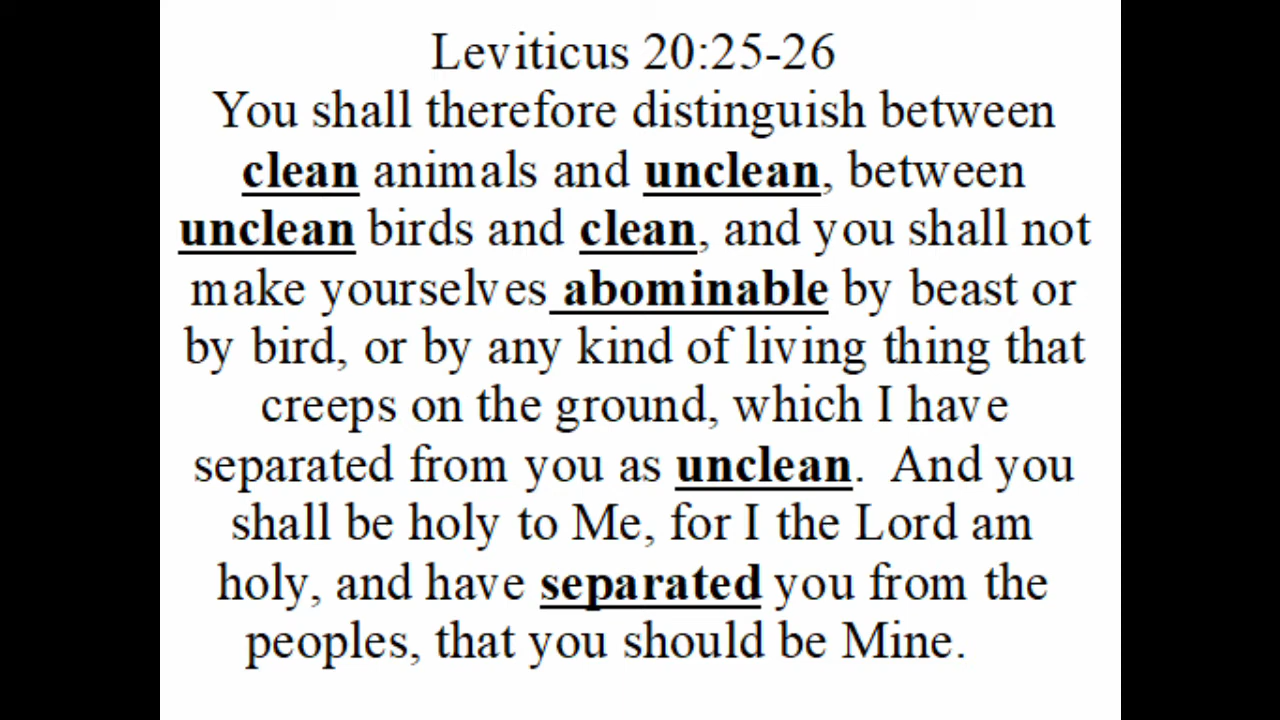 Leviticus 20:25-26
You shall therefore distinguish between
clean animals and unclean, between
unclean birds and clean, and you shall not
make yourselves abominable by beast or
by bird, or by any kind of living thing that
creeps on the ground, which I have
separated from you as unclean.  And you
shall be holy to Me, for I the Lord am
holy, and have separated you from the
peoples, that you should be Mine.